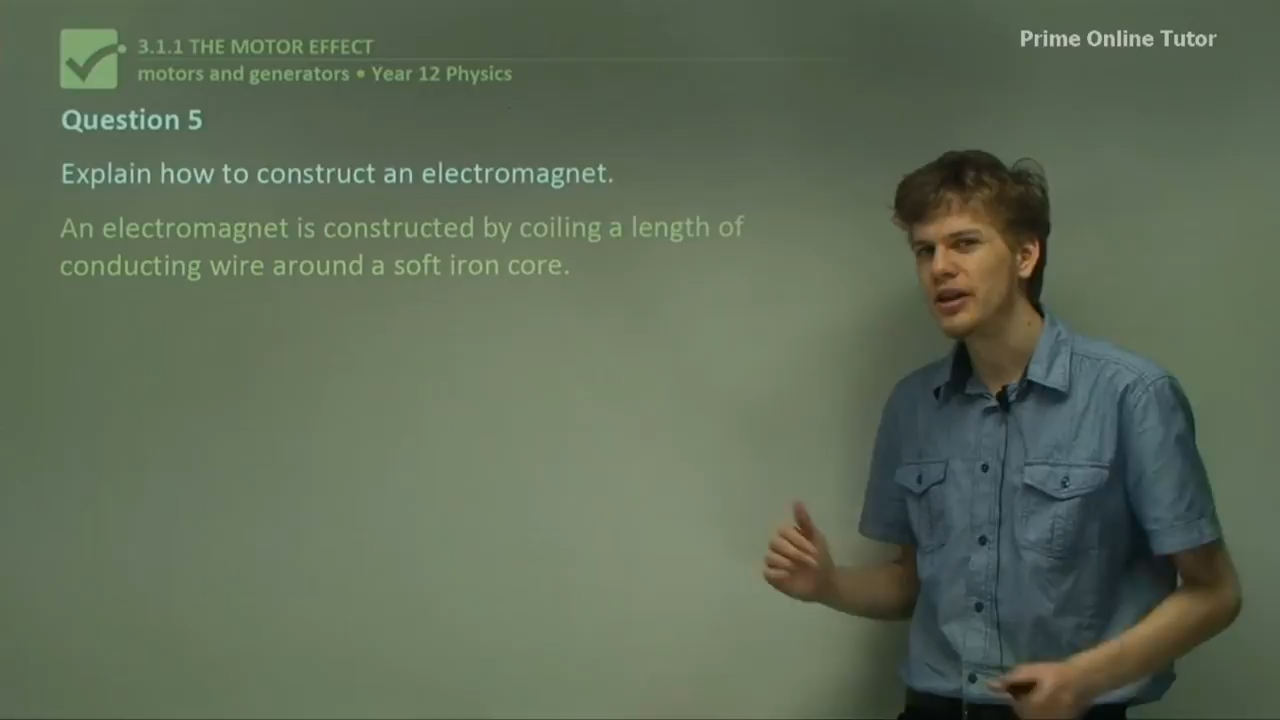 3.1.1 THE MOTOR EFFECT
motors and generators • Year 12 Physics
Prime Online Tutor
Question 5
Explain how to construct an electromagnet.
An electromagnet is constructed by coiling a length of
conducting wire around a soft iron core.